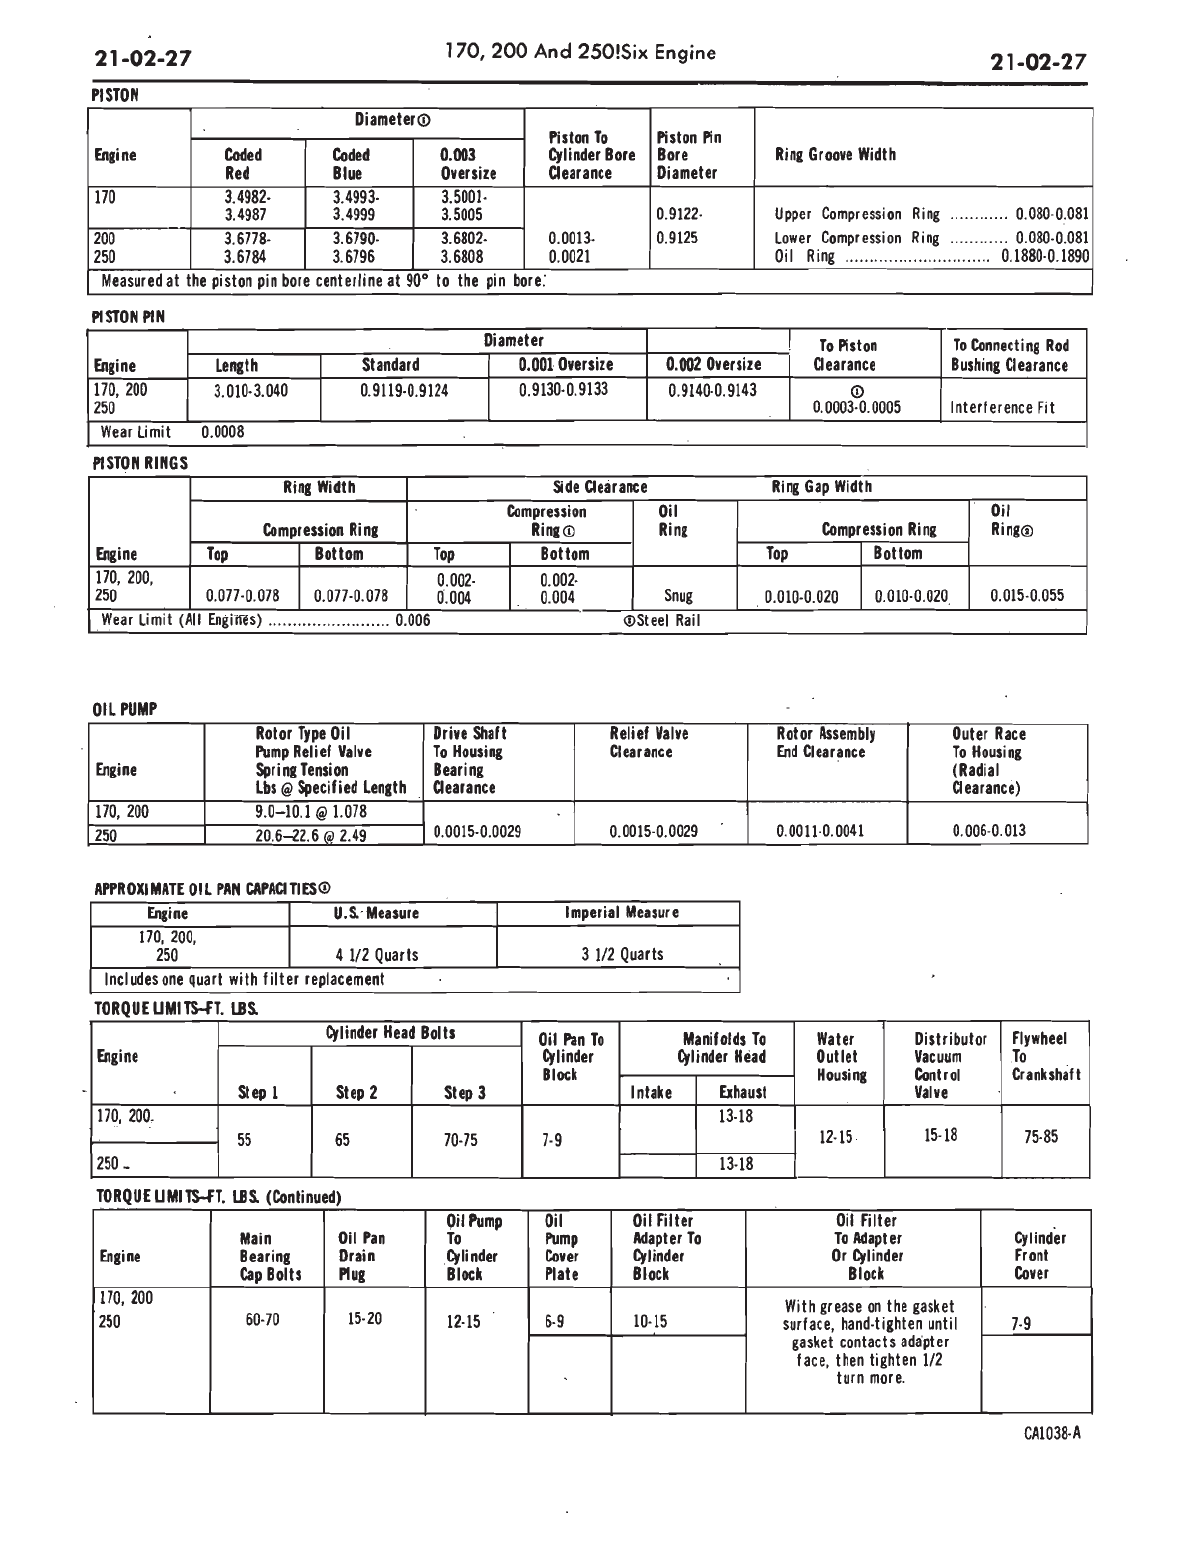 21-02-27 170, 200 And 250!Six Engine 21-02-27
PISTON
Diameter①
Engine Coded Red Coded Blue 0.003 Oversize Piston To Cylinder Bore Clearance Piston Pin Bore Diameter Ring Groove Width
170 3.4982-3.4987 3.4993-3.4999 3.5001-3.5005
200 250 3.6778-3.6784 3.6790-3.6796 3.6802-3.6808 0.0013-0.0021 0.9122-0.9125
Upper Compression Ring ............ 0.080-0.081
Lower Compression Ring ............ 0.080-0.081
Oil Ring .............................. 0.1880-0.1890
Measured at the piston pin bore centerline at 90° to the pin bore.
PISTON PIN
Diameter
Engine Length Standard 0.001 Oversize 0.002 Oversize To Piston Clearance To Connecting Rod Bushing Clearance
170, 200 250 3.010-3.040 0.9119-0.9124 0.9130-0.9133 0.9140-0.9143 ① 0.0003-0.0005 Interference Fit
Wear Limit 0.0008
PISTON RINGS
Ring Width Side Clearance Ring Gap Width
Compression Ring Compression Ring① Oil Ring Compression Ring Oil Ring②
Engine Top Bottom Top Bottom Top Bottom
170, 200, 250 0.077-0.078 0.077-0.078 0.002-0.004 0.002-0.004 Snug 0.010-0.020 0.010-0.020 0.015-0.055
Wear Limit (All Engines) ......................... 0.006 ①Steel Rail
OIL PUMP
Engine Rotor Type Oil Pump Relief Valve Spring Tension Lbs @ Specified Length Drive Shaft To Housing Bearing Clearance Relief Valve Clearance Rotor Assembly End Clearance Outer Race To Housing (Radial Clearance)
170, 200 9.0–10.1 @ 1.078
250 20.6–22.6 @ 2.49 0.0015-0.0029 0.0015-0.0029 0.0011-0.0041 0.006-0.013
APPROXIMATE OIL PAN CAPACITIES①
Engine U.S. Measure Imperial Measure
170, 200, 250 4 1/2 Quarts 3 1/2 Quarts
Includes one quart with filter replacement
TORQUE LIMITS-FT. LBS.
Engine Cylinder Head Bolts Oil Pan To Cylinder Block Manifolds To Cylinder Head Water Outlet Housing Distributor Vacuum Control Valve Flywheel To Crankshaft
Step 1 Step 2 Step 3 Intake Exhaust
170, 200. 13-18
55 65 70-75 7-9 12-15 15-18 75-85
250 - 13-18
TORQUE LIMITS-FT. LBS. (Continued)
Engine Main Bearing Cap Bolts Oil Pan Drain Plug Oil Pump To Cylinder Block Oil Pump Cover Plate Oil Filter Adapter To Cylinder Block Oil Filter To Adapter Or Cylinder Block Cylinder Front Cover
170, 200
250 60-70 15-20 12-15 6-9 10-15 7-9
With grease on the gasket
surface, hand-tighten until
gasket contacts adapter
face, then tighten 1/2
turn more.
CA1038-A